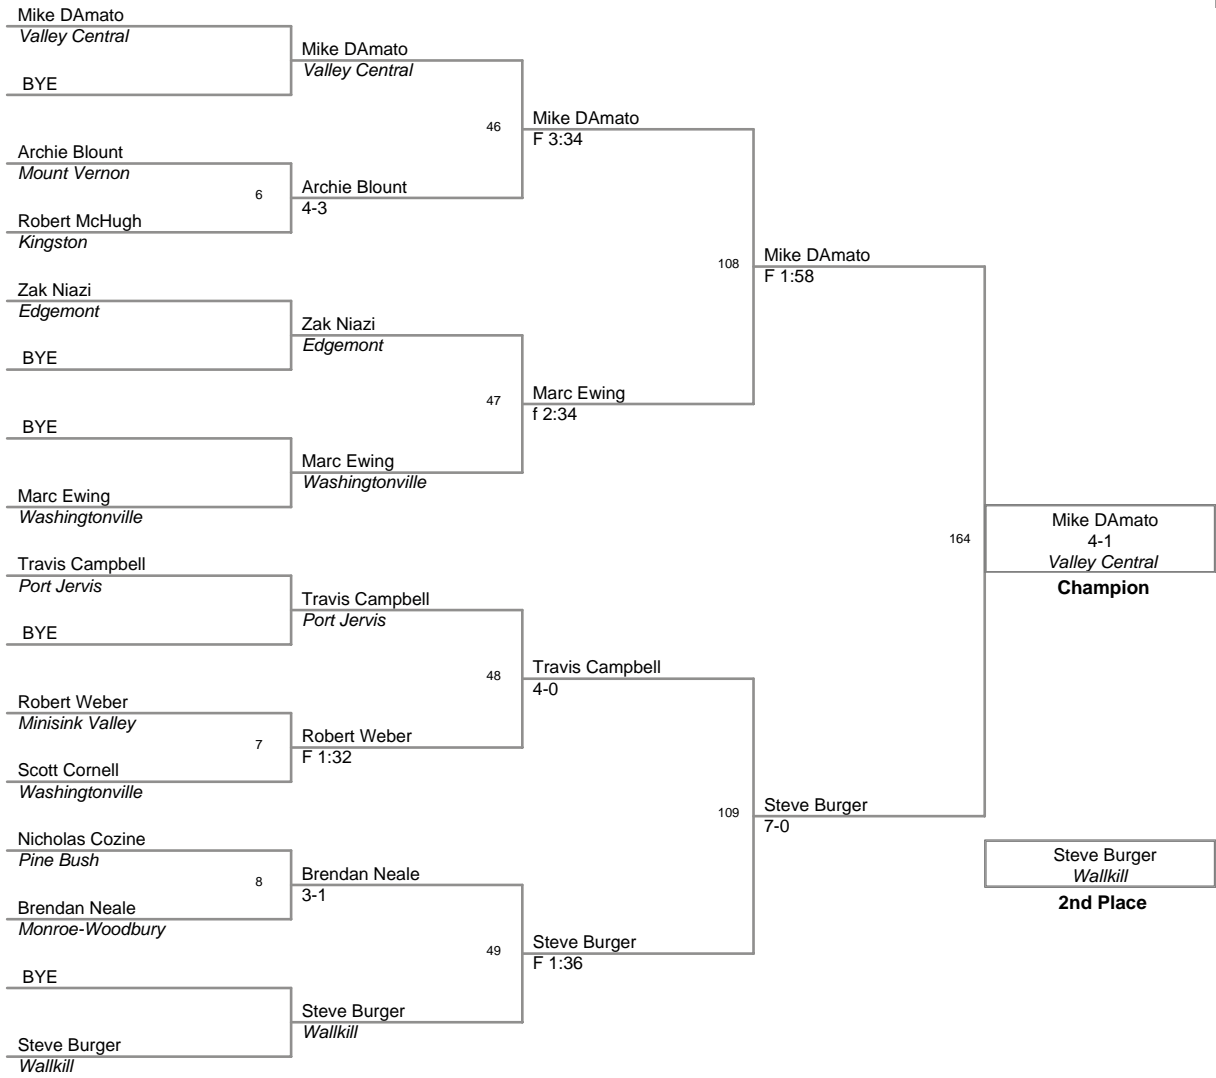 Mike DAmato
Valley Central
BYE
Archie Blount
Mount Vernon
6
Robert McHugh
Kingston
Zak Niazi
Edgemont
BYE
BYE
Marc Ewing
Washingtonville
Travis Campbell
Port Jervis
BYE
Robert Weber
Minisink Valley
7
Scott Cornell
Washingtonville
Nicholas Cozine
Pine Bush
8
Brendan Neale
Monroe-Woodbury
BYE
Steve Burger
Wallkill
Mike DAmato
Valley Central
46
Archie Blount
4-3
Zak Niazi
Edgemont
47
Marc Ewing
Washingtonville
Travis Campbell
Port Jervis
48
Robert Weber
F 1:32
Brendan Neale
3-1
49
Steve Burger
Wallkill
Mike DAmato
F 3:34
108
Marc Ewing
f 2:34
Travis Campbell
4-0
109
Steve Burger
F 1:36
Mike DAmato
F 1:58
164
Steve Burger
7-0
Mike DAmato
4-1
Valley Central
Champion
Steve Burger
Wallkill
2nd Place